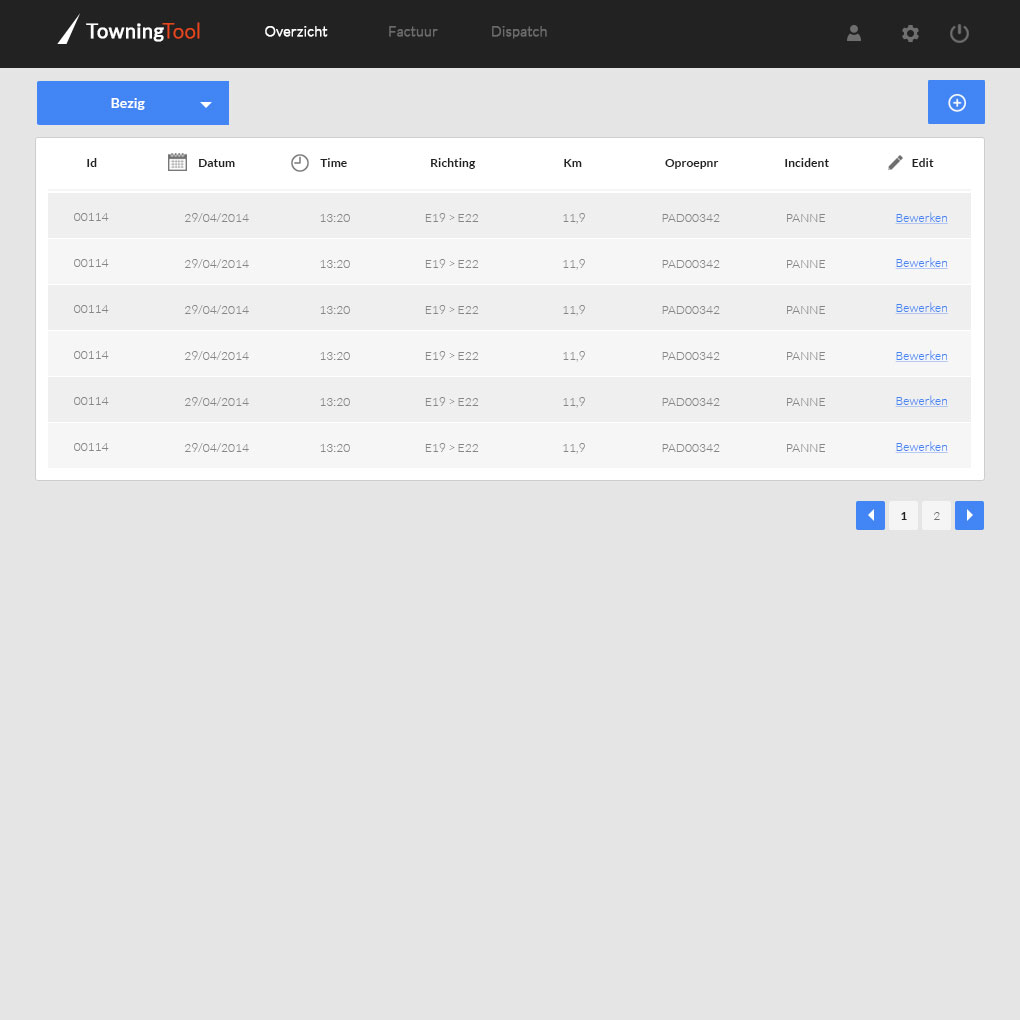 TowningTool Overzicht Factuur Dispatch
Bezig
Id Datum Time Richting Km Oproepnr Incident Edit
00114 29/04/2014 13:20 E19 > E22 11,9 PAD00342 PANNE Bewerken
00114 29/04/2014 13:20 E19 > E22 11,9 PAD00342 PANNE Bewerken
00114 29/04/2014 13:20 E19 > E22 11,9 PAD00342 PANNE Bewerken
00114 29/04/2014 13:20 E19 > E22 11,9 PAD00342 PANNE Bewerken
00114 29/04/2014 13:20 E19 > E22 11,9 PAD00342 PANNE Bewerken
00114 29/04/2014 13:20 E19 > E22 11,9 PAD00342 PANNE Bewerken
1 2